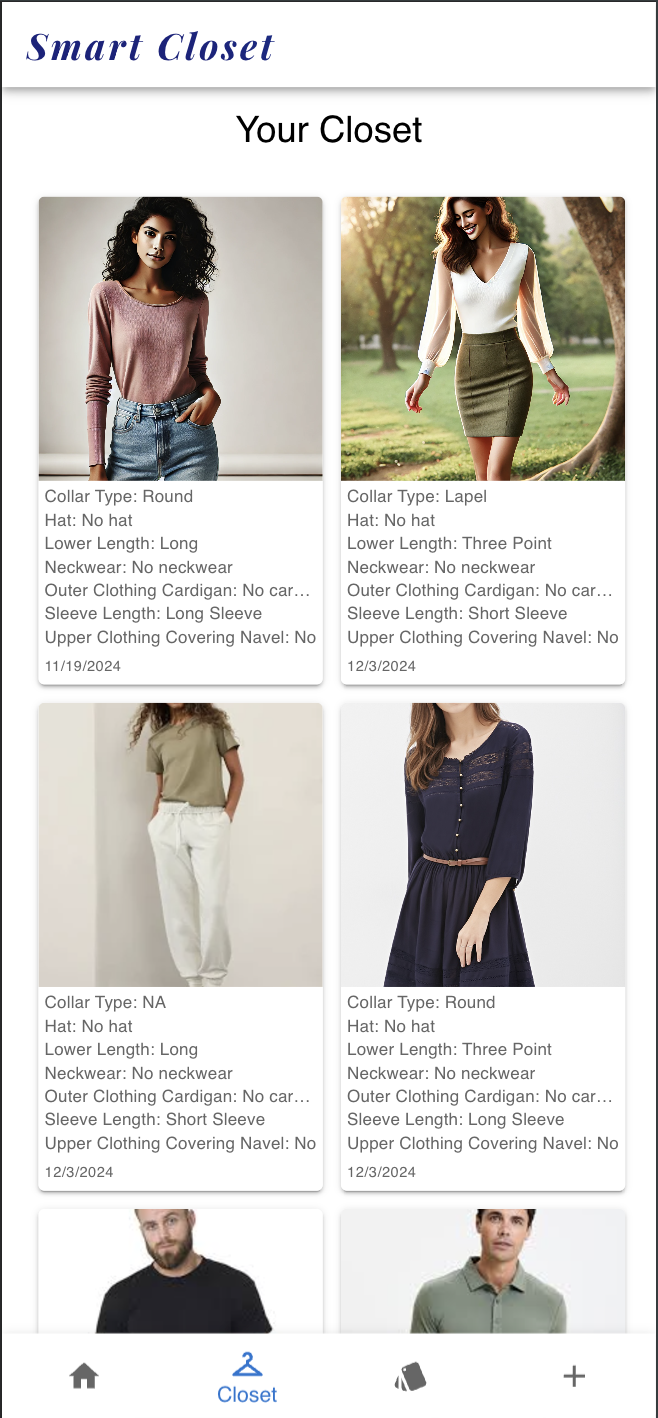 Smart Closet
Your Closet
Collar Type: Round
Hat: No hat
Lower Length: Long
Neckwear: No neckwear
Outer Clothing Cardigan: No car…
Sleeve Length: Long Sleeve
Upper Clothing Covering Navel: No
11/19/2024
Collar Type: Lapel
Hat: No hat
Lower Length: Three Point
Neckwear: No neckwear
Outer Clothing Cardigan: No car…
Sleeve Length: Short Sleeve
Upper Clothing Covering Navel: No
12/3/2024
Collar Type: NA
Hat: No hat
Lower Length: Long
Neckwear: No neckwear
Outer Clothing Cardigan: No car…
Sleeve Length: Short Sleeve
Upper Clothing Covering Navel: No
12/3/2024
Collar Type: Round
Hat: No hat
Lower Length: Three Point
Neckwear: No neckwear
Outer Clothing Cardigan: No car…
Sleeve Length: Long Sleeve
Upper Clothing Covering Navel: No
12/3/2024
Closet